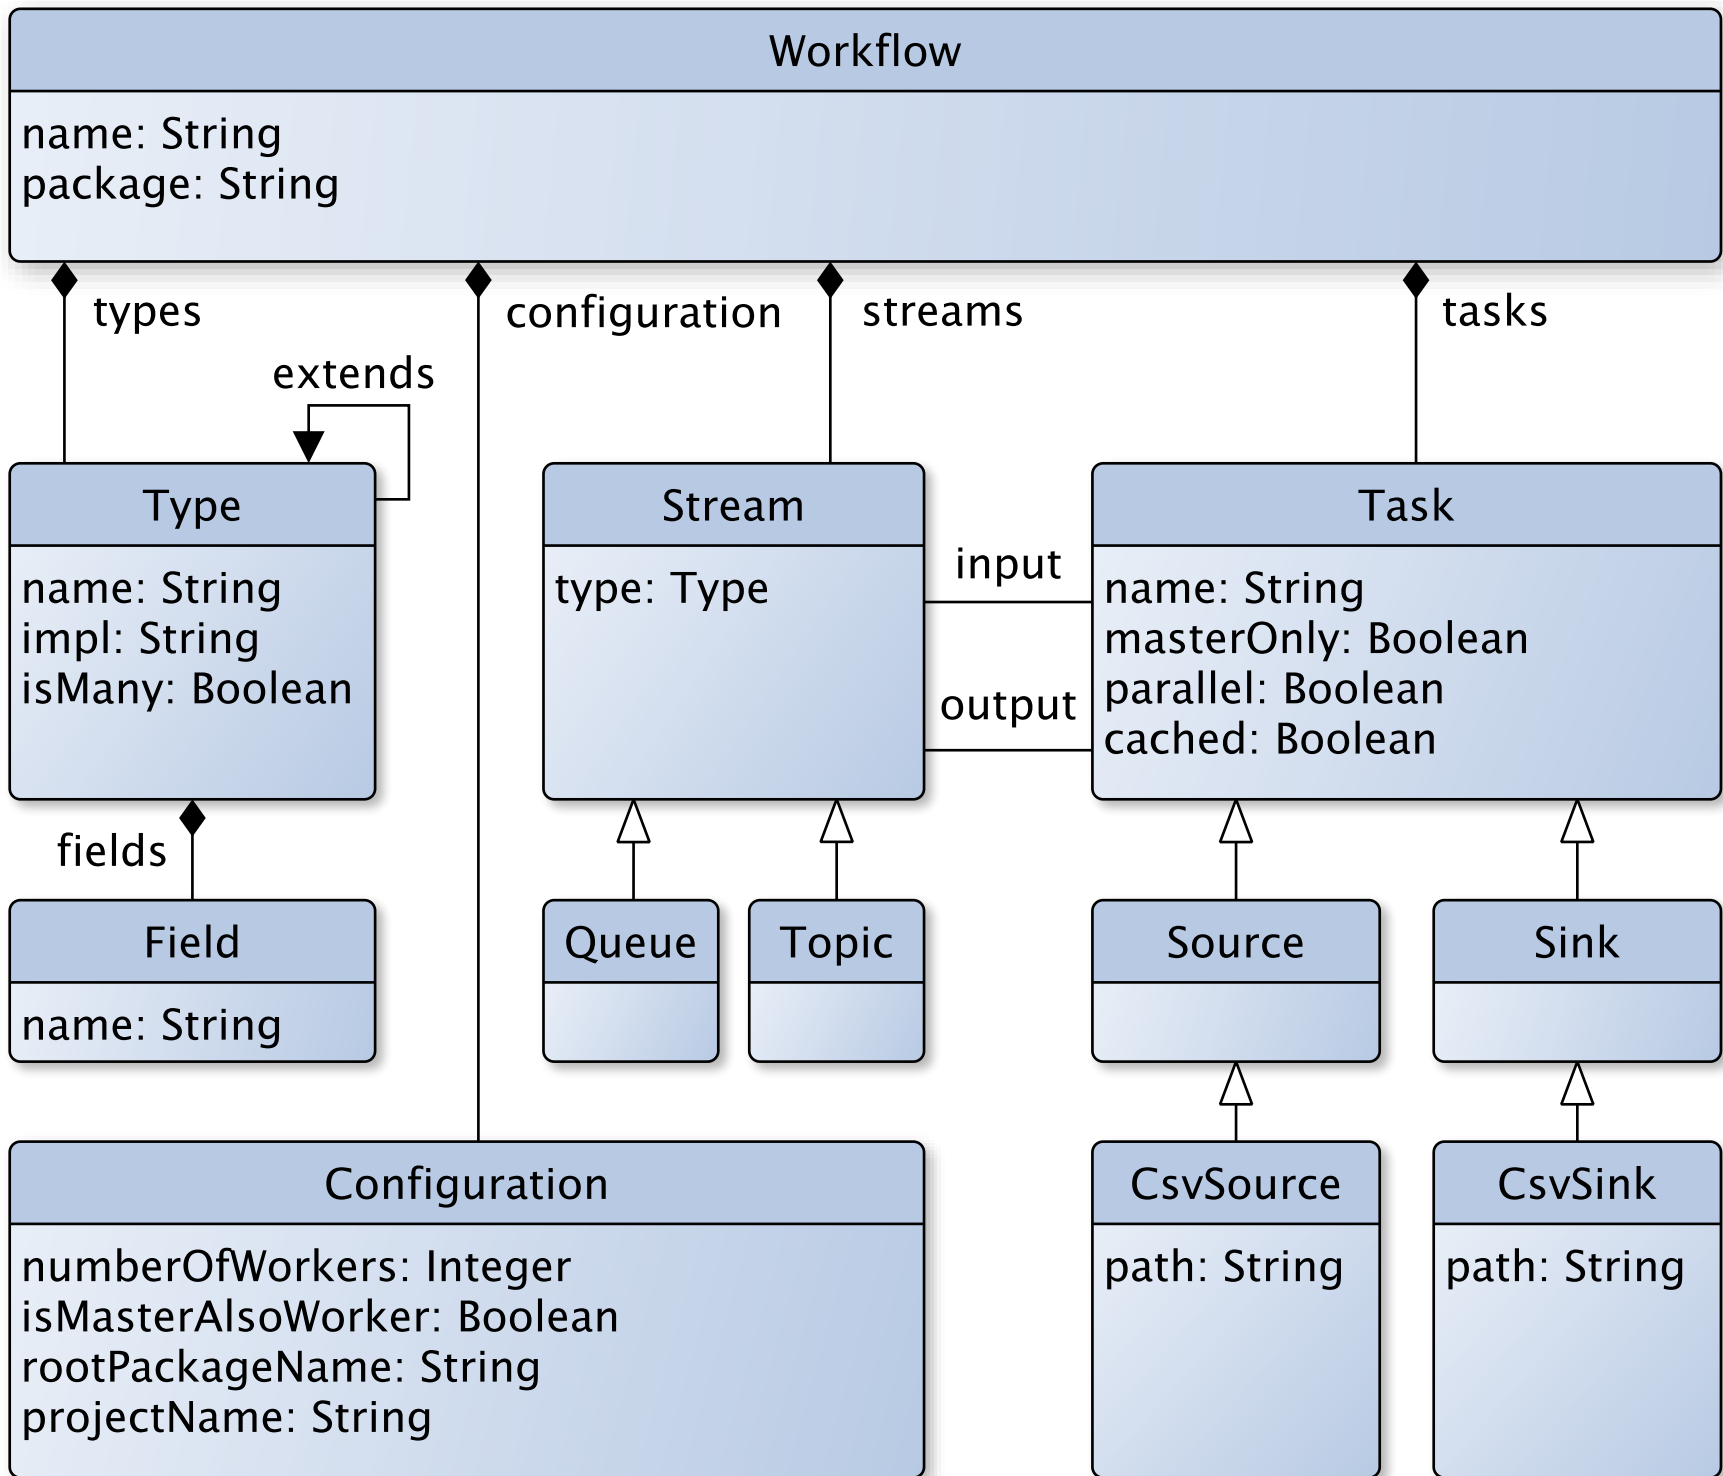 Workflow
name: String
package: String
types
configuration
streams
tasks
extends
Type
name: String
impl: String
isMany: Boolean
Stream
type: Type
input
output
Task
name: String
masterOnly: Boolean
parallel: Boolean
cached: Boolean
fields
Field
name: String
Queue
Topic
Source
Sink
Configuration
numberOfWorkers: Integer
isMasterAlsoWorker: Boolean
rootPackageName: String
projectName: String
CsvSource
path: String
CsvSink
path: String